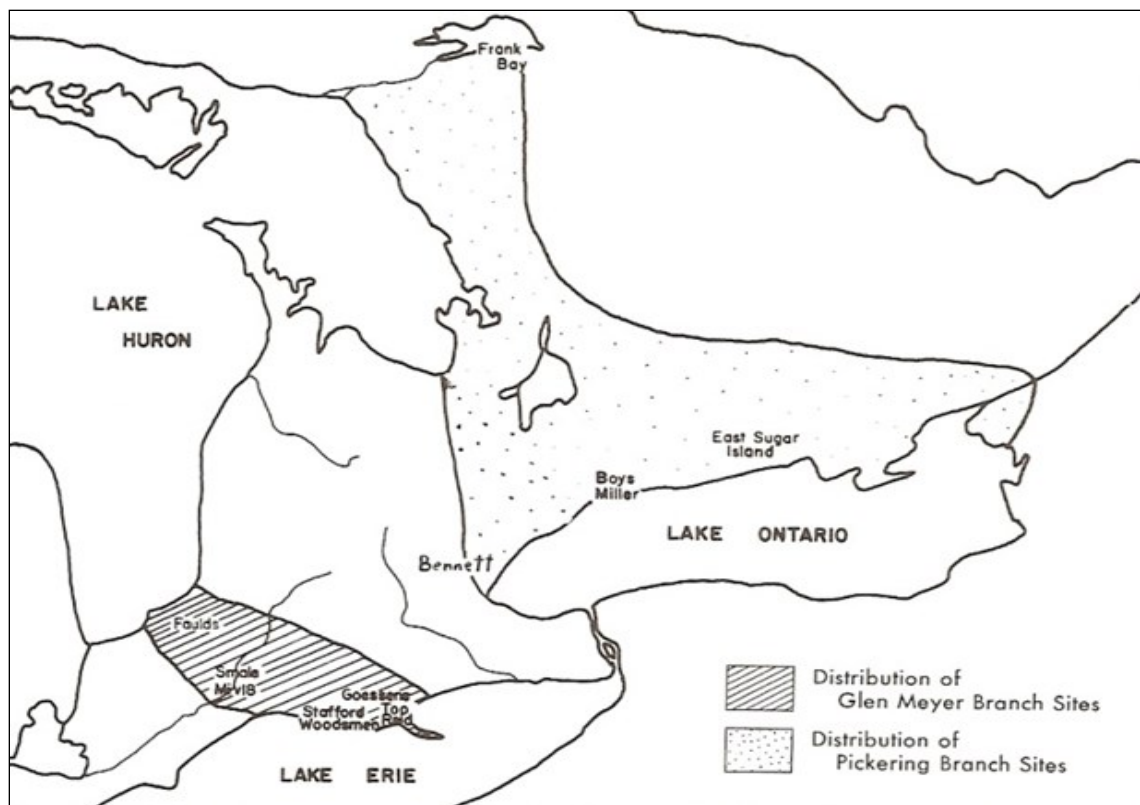 Frank
Bay
LAKE
HURON
East Sugar
Island
Boys
Miller
LAKE ONTARIO
Bennett
Faulds
Smale
Goessens
Stafford
Top
Woodsmen
Reid
LAKE ERIE
Distribution of
Glen Meyer Branch Sites
Distribution of
Pickering Branch Sites